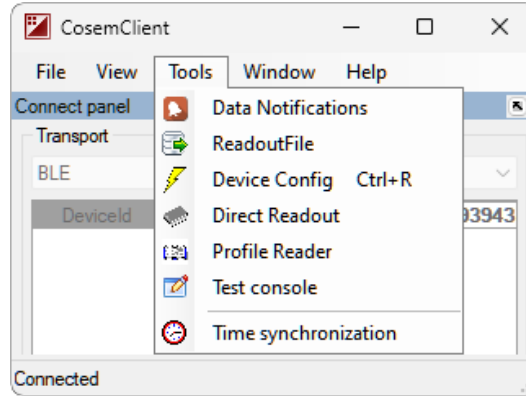 CosemClient
File View Tools Window Help
Connect panel
Transport
BLE
DeviceId 93943
Data Notifications
ReadoutFile
Device Config Ctrl+R
Direct Readout
Profile Reader
Test console
Time synchronization
Connected